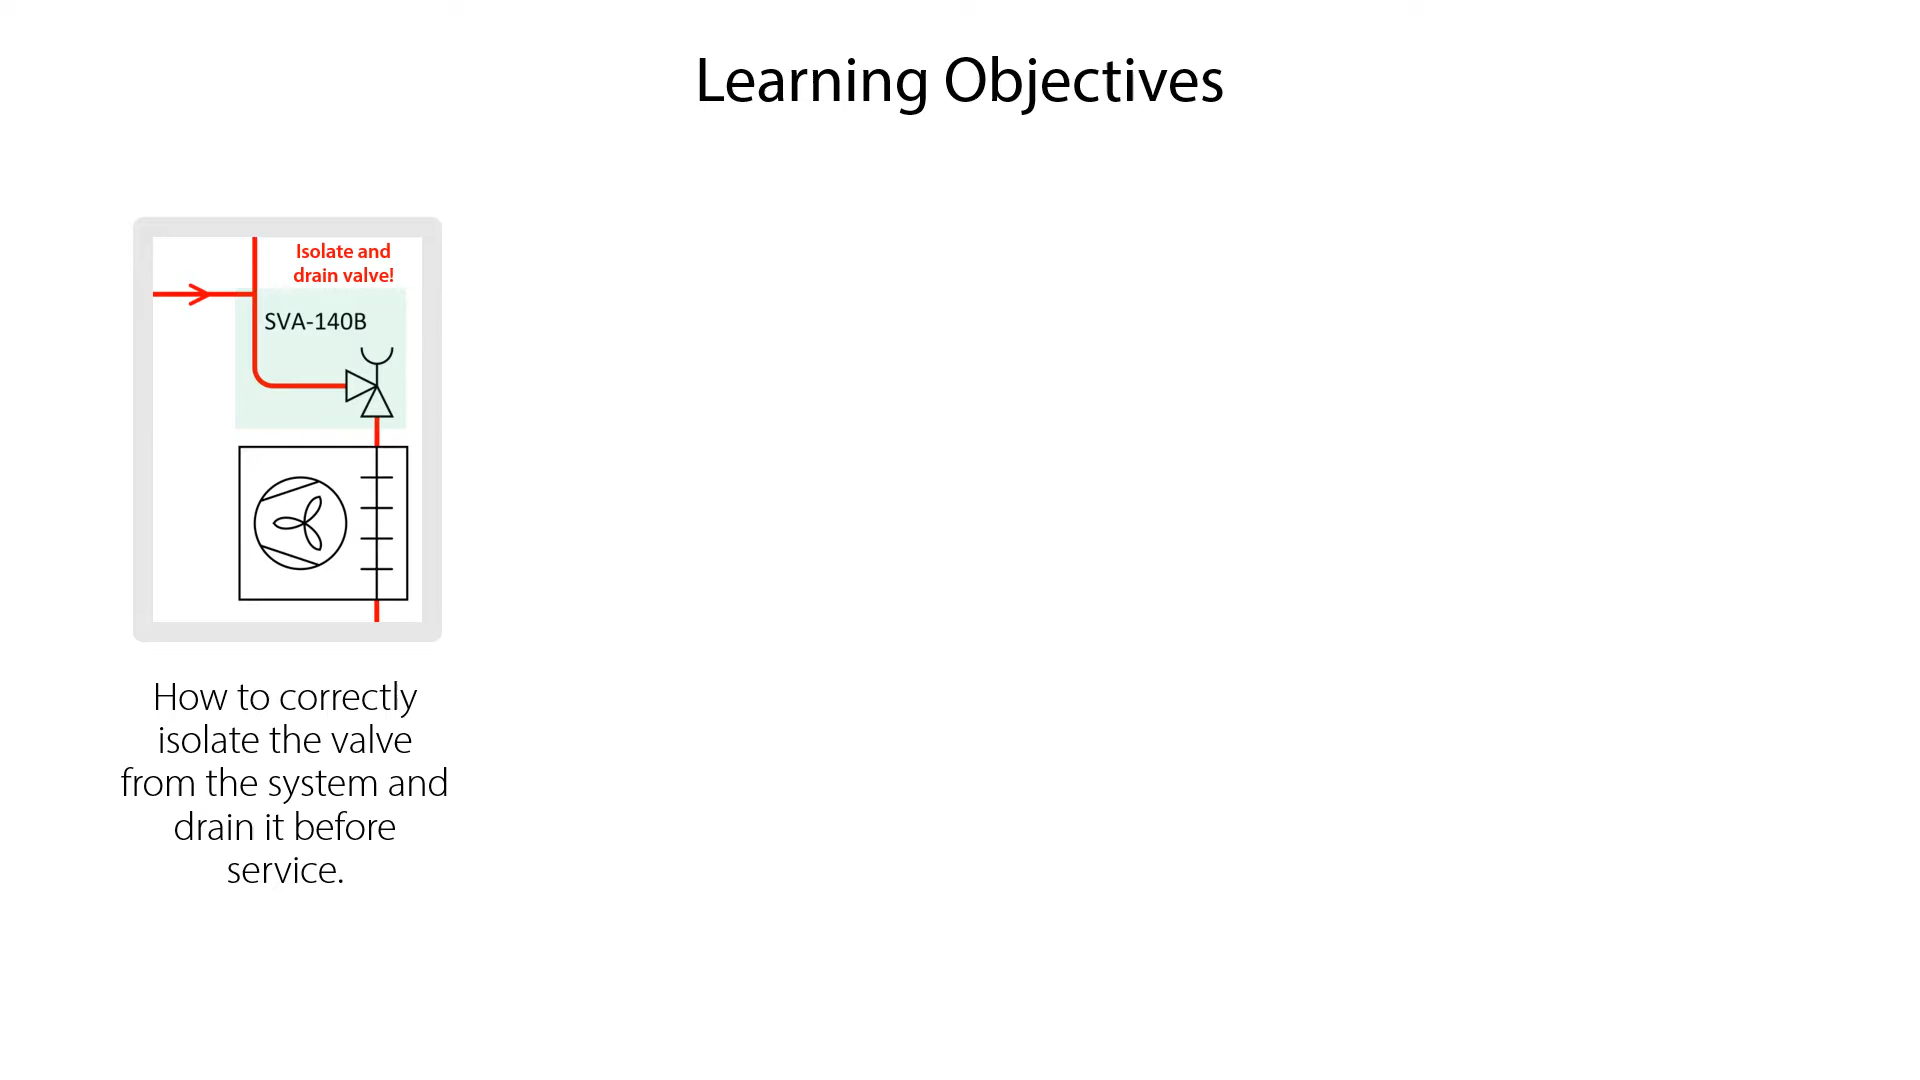 Learning Objectives
Isolate and
drain valve!
SVA-140B
How to correctly
isolate the valve
from the system and
drain it before
service.